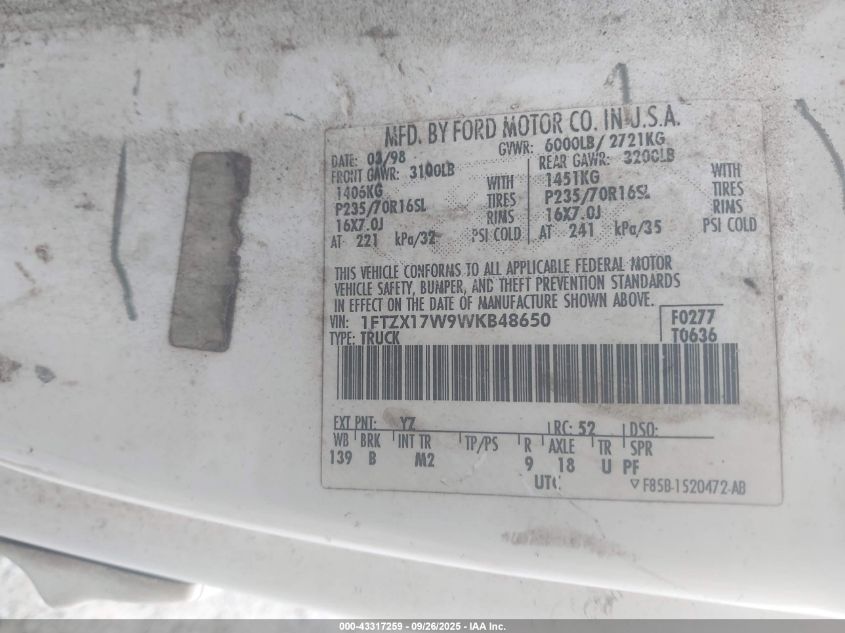 MFD. BY FORD MOTOR CO. IN U.S.A.
DATE: 03/98 GVWR: 6000LB/ 2721KG
FRONT GAWR: 3100LB REAR GAWR: 3200LB
1406KG WITH 1451KG WITH
P235/70R16SL TIRES P235/70R16SL TIRES
16X7.0J RIMS 16X7.0J RIMS
AT 221 kPa/32 PSI COLD AT 241 kPa/35 PSI COLD
THIS VEHICLE CONFORMS TO ALL APPLICABLE FEDERAL MOTOR
VEHICLE SAFETY, BUMPER, AND THEFT PREVENTION STANDARDS
IN EFFECT ON THE DATE OF MANUFACTURE SHOWN ABOVE.
VIN: 1FTZX17W9WKB48650 F0277
TYPE: TRUCK T0636
EXT PNT: YZ RC: 52 DSO:
WB BRK INT TR TP/PS R AXLE TR SPR
139 B M2 9 18 U PF
UTC
▽ F85B-1520472-AB
000-43317259 - 09/26/2025 - IAA Inc.